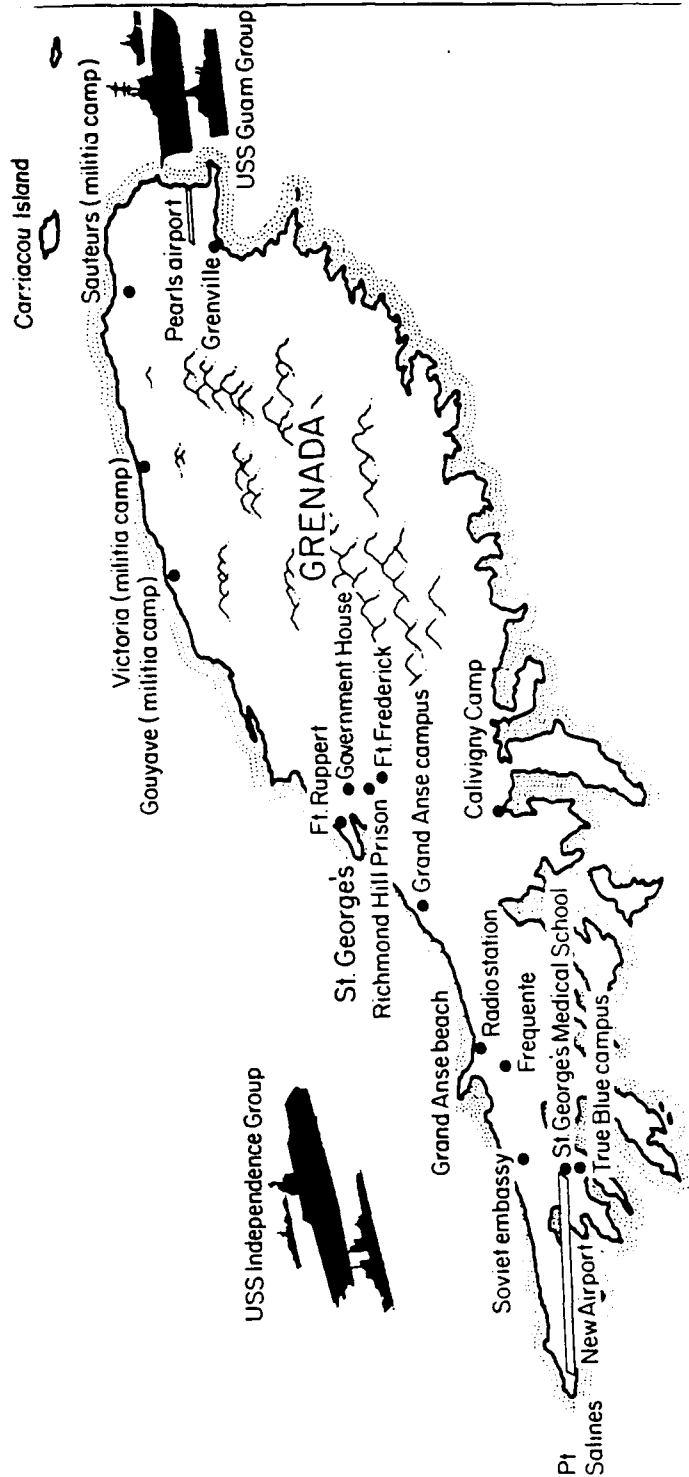 Carriacou Island
Sauteurs (militia camp)
Victoria (militia camp)
Gouyave (militia camp)
Pearls airport
Grenville
USS Guam Group
GRENADA
Ft. Ruppert
Government House
St. George's
Richmond Hill Prison
Ft. Frederick
Grand Anse campus
USS Independence Group
Grand Anse beach
Radio station
Frequente
Calivigny Camp
Soviet embassy
St George's Medical School
True Blue campus
New Airport
Pt
Salines